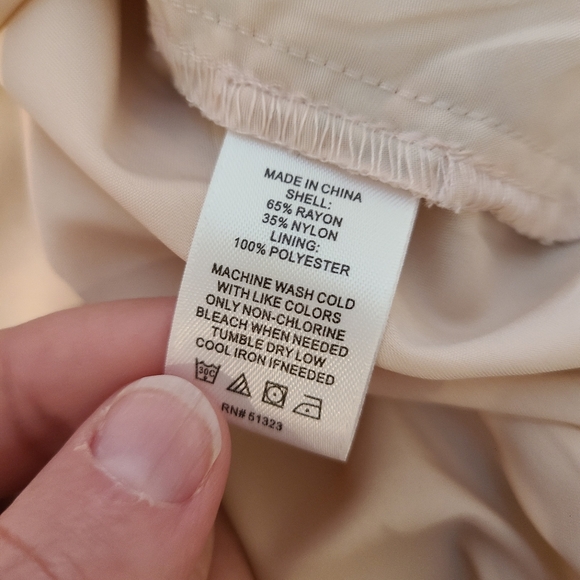 MADE IN CHINA
SHELL:
65% RAYON
35% NYLON
LINING:
100% POLYESTER
MACHINE WASH COLD
WITH LIKE COLORS
ONLY NON-CHLORINE
BLEACH WHEN NEEDED
TUMBLE DRY LOW
COOL IRON IFNEEDED
30C
RN# 51323